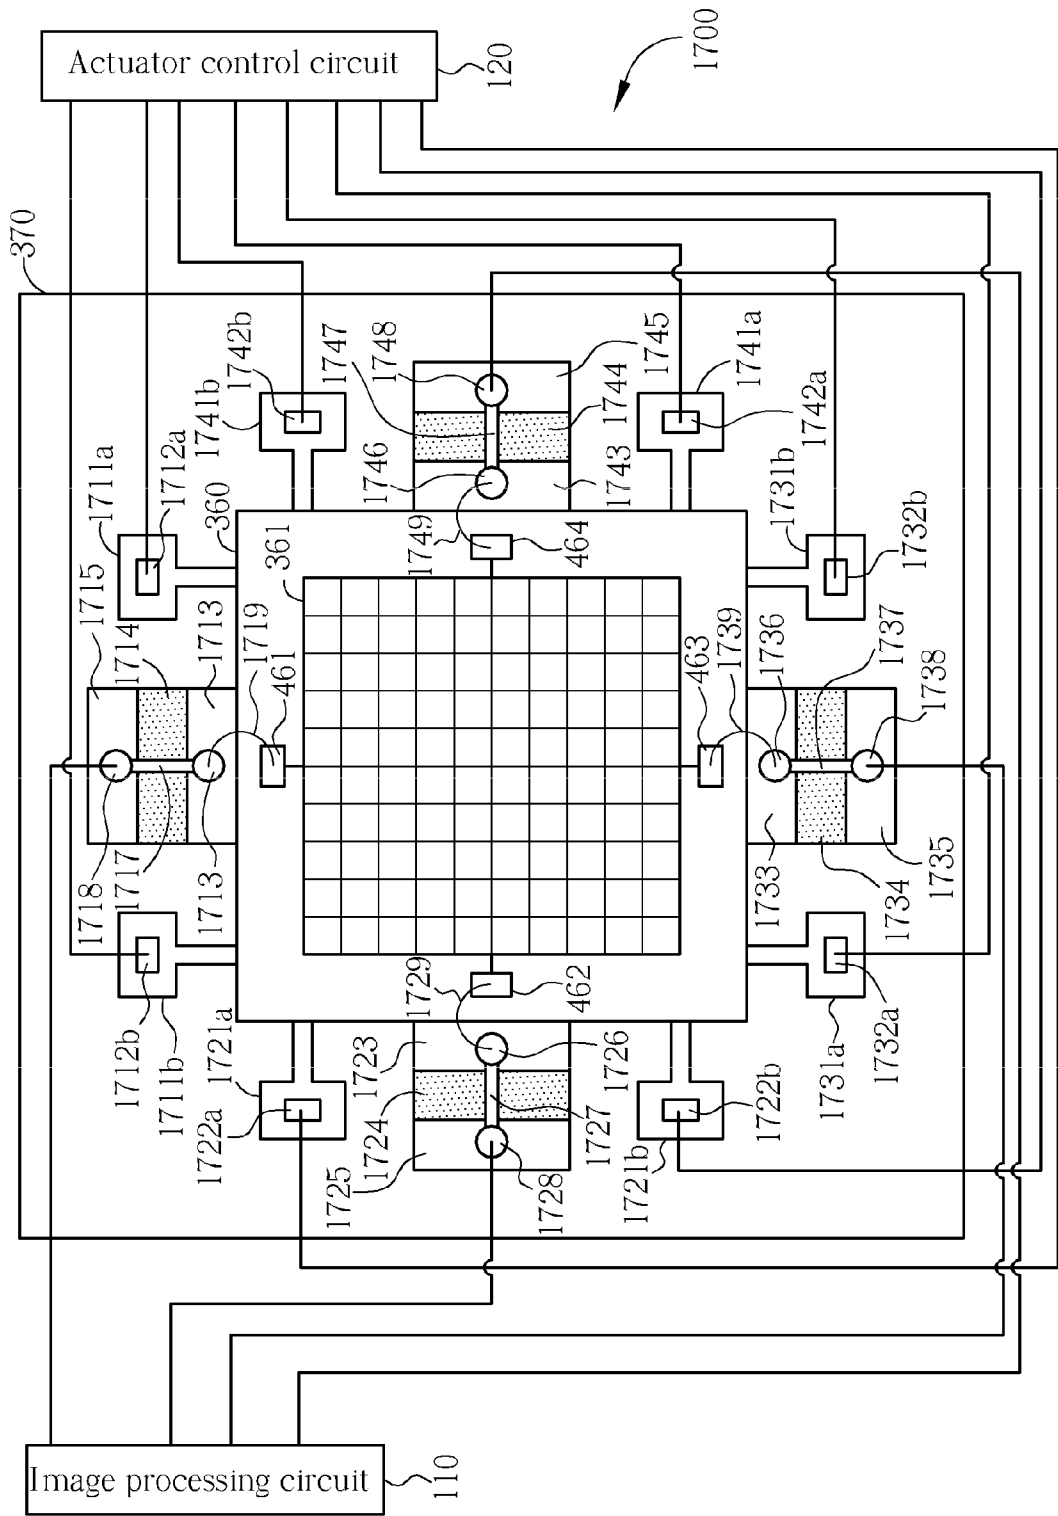 Actuator control circuit
120
1700
370
1711a
1712a
1715
1714
1713
1719
461
360
361
1741b
1742b
1747
1748
1746
1749
464
1743
1744
1745
1741a
1742a
1731b
1732b
463
1739
1736
1737
1738
1718
1717
1713
1712b
1711b
1721a
1722a
1723
1724
1725
1729
462
1726
1727
1728
1721b
1722b
1733
1734
1735
1731a
1732a
Image processing circuit
110